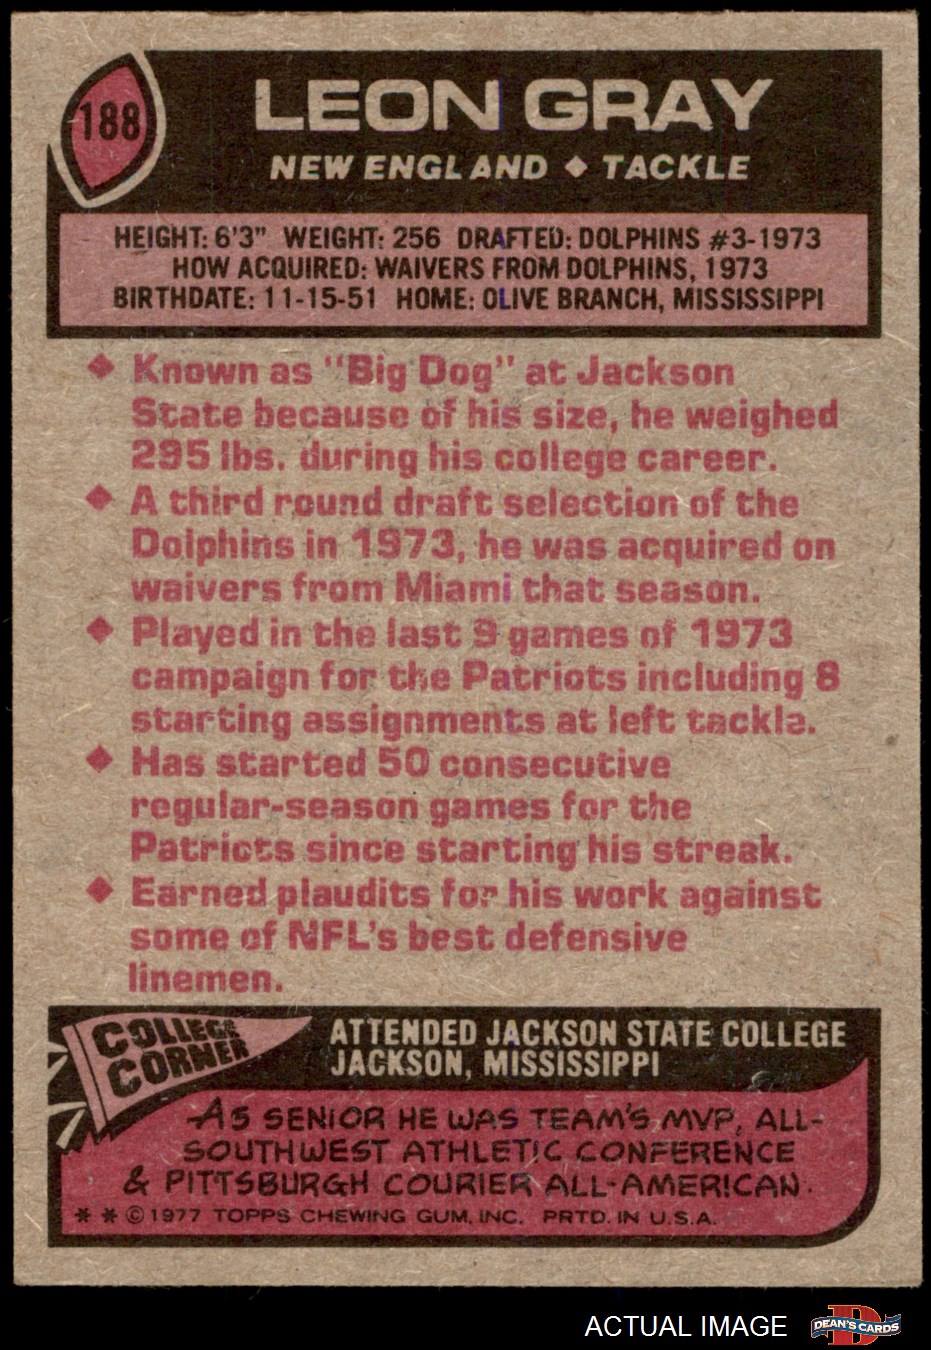 188
LEON GRAY
NEW ENGLAND ◆ TACKLE
HEIGHT: 6'3" WEIGHT: 256 DRAFTED: DOLPHINS #3-1973
HOW ACQUIRED: WAIVERS FROM DOLPHINS, 1973
BIRTHDATE: 11-15-51 HOME: OLIVE BRANCH, MISSISSIPPI
◆ Known as "Big Dog" at Jackson
State because of his size, he weighed
295 lbs. during his college career.
◆ A third round draft selection of the
Dolphins in 1973, he was acquired on
waivers from Miami that season.
◆ Played in the last 9 games of 1973
campaign for the Patriots including 8
starting assignments at left tackle.
◆ Has started 50 consecutive
regular-season games for the
Patriots since starting his streak.
◆ Earned plaudits for his work against
some of NFL's best defensive
linemen.
COLLEGE
CORNER
ATTENDED JACKSON STATE COLLEGE
JACKSON, MISSISSIPPI
AS SENIOR HE WAS TEAM'S MVP, ALL-
SOUTHWEST ATHLETIC CONFERENCE
& PITTSBURGH COURIER ALL-AMERICAN.
* * ©1977 TOPPS CHEWING GUM, INC. PRTD. IN U.S.A.
ACTUAL IMAGE
D
DEAN'S CARDS